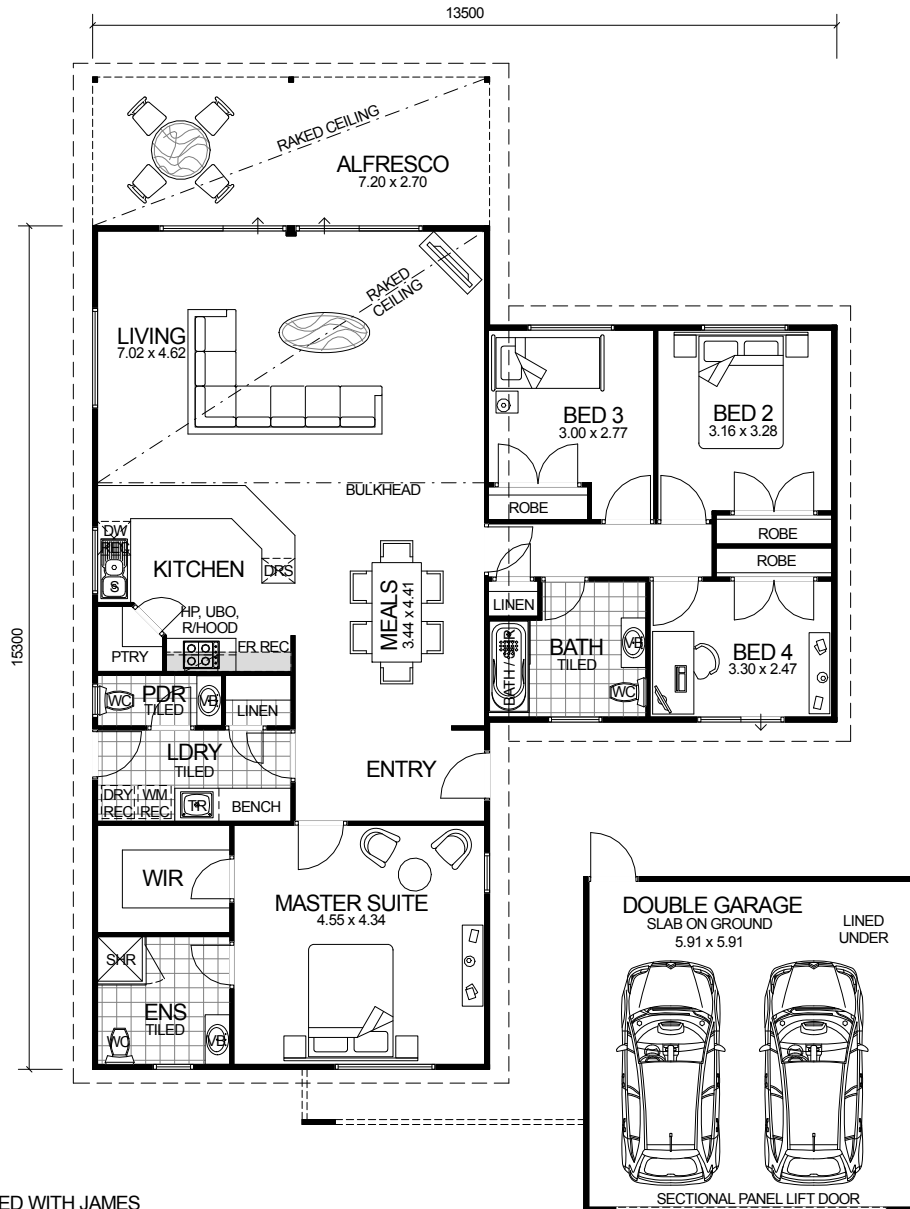 13500
RAKED CEILING
ALFRESCO
7.20 x 2.70
RAKED
CEILING
LIVING
7.02 x 4.62
BED 3
3.00 x 2.77
BED 2
3.16 x 3.28
BULKHEAD
ROBE
ROBE
ROBE
DW
REC
S
KITCHEN
DRS
HP, UBO,
R/HOOD
FR REC
PTRY
MEALS
3.44 x 4.41
LINEN
BATH / SHR
BATH
TILED
VB
WC
BED 4
3.30 x 2.47
15300
WC
PDR
TILED
VB
LINEN
LDRY
TILED
DRY
REC
WM
REC
TR
BENCH
ENTRY
WIR
MASTER SUITE
4.55 x 4.34
SHR
ENS
TILED
WC
VB
DOUBLE GARAGE
SLAB ON GROUND
5.91 x 5.91
LINED
UNDER
SECTIONAL PANEL LIFT DOOR
ED WITH JAMES